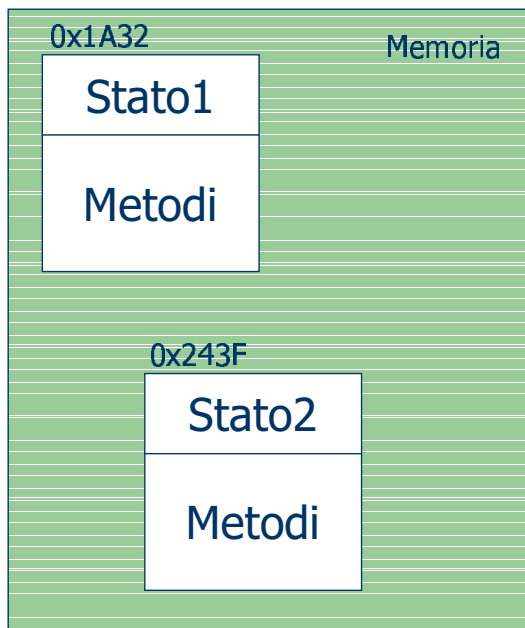 0x1A32
Memoria
Stato1
Metodi
0x243F
Stato2
Metodi